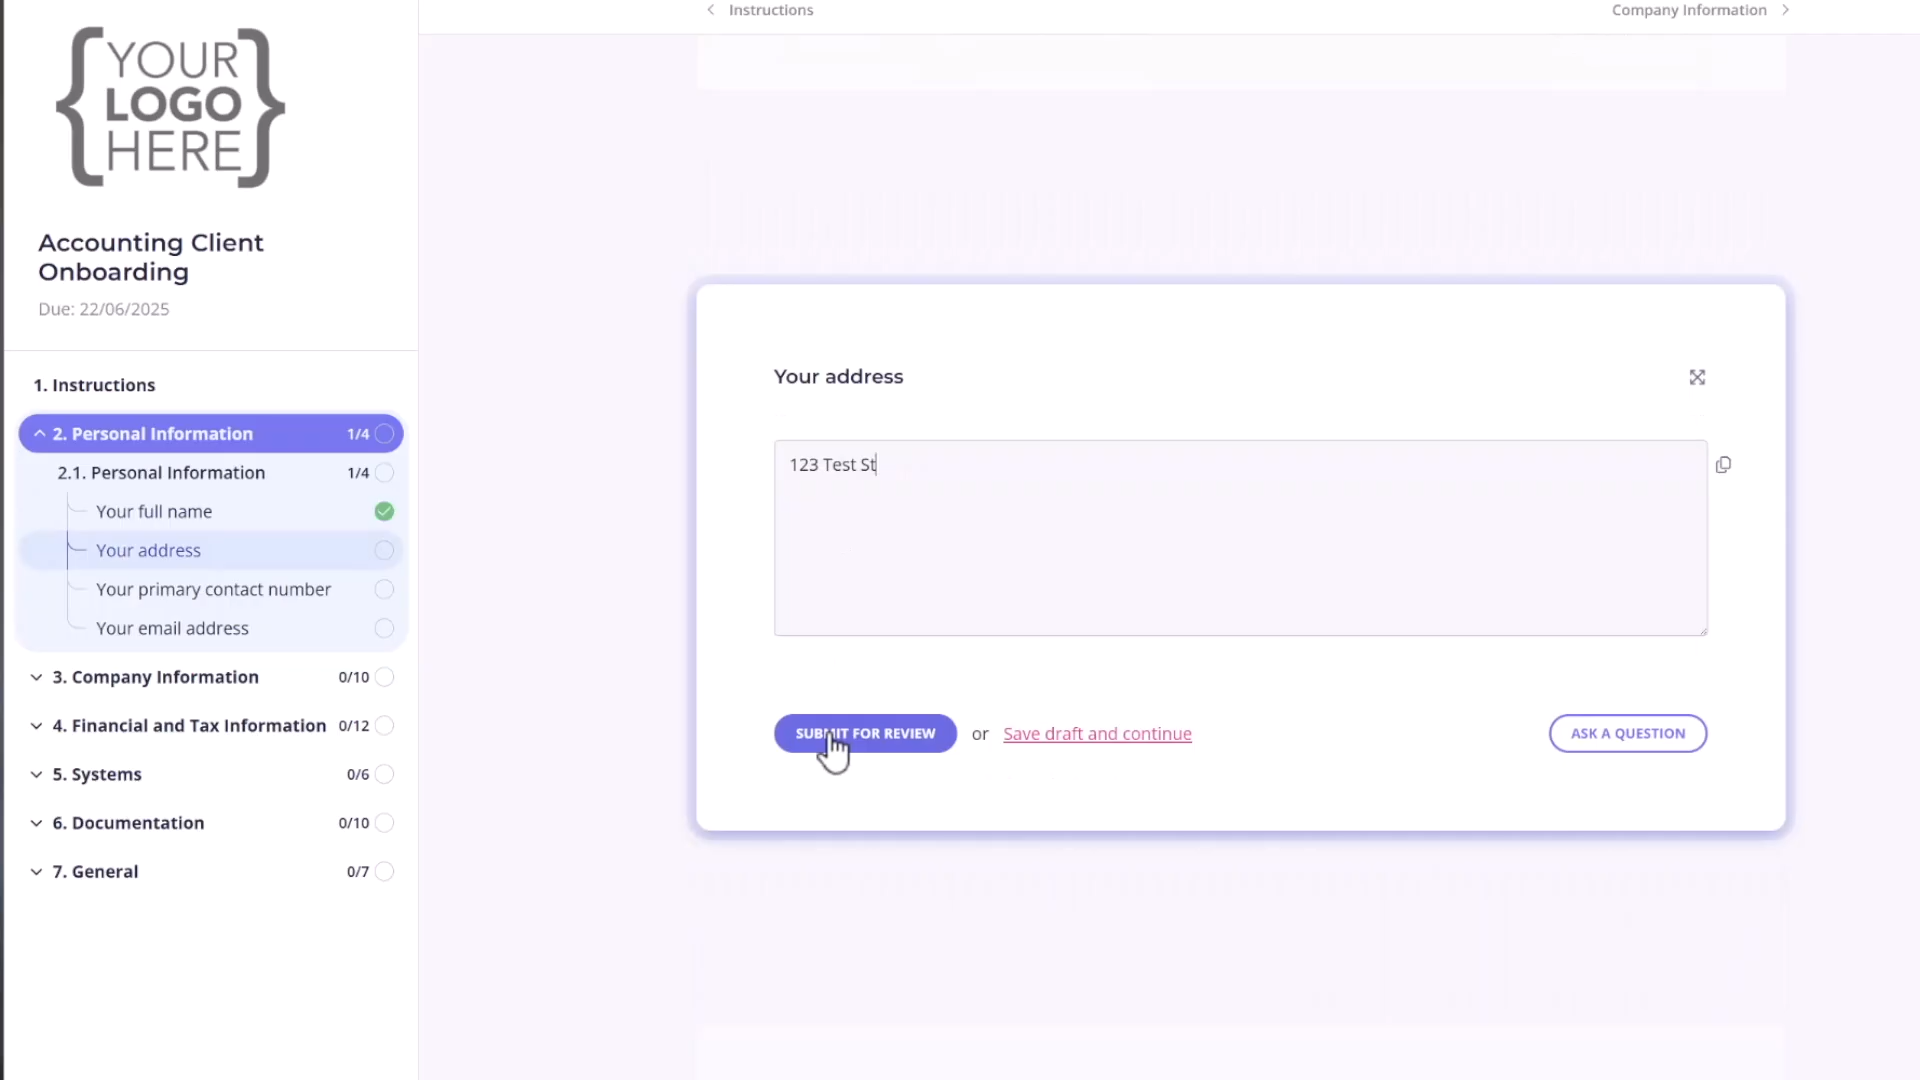 YOUR
LOGO
HERE
Accounting Client
Onboarding
Due: 22/06/2025
1. Instructions
2. Personal Information 1/4
2.1. Personal Information 1/4
Your full name
Your address
Your primary contact number
Your email address
3. Company Information 0/10
4. Financial and Tax Information 0/12
5. Systems 0/6
6. Documentation 0/10
7. General 0/7
Instructions
Company Information
Your address
123 Test St
SUBMIT FOR REVIEW or Save draft and continue
ASK A QUESTION